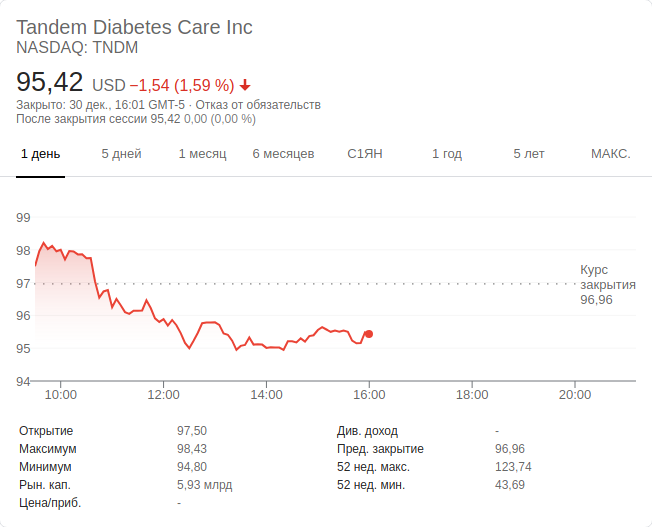 Tandem Diabetes Care Inc
NASDAQ: TNDM
95,42 USD −1,54 (1,59 %)
Закрыто: 30 дек., 16:01 GMT-5 · Отказ от обязательств
После закрытия сессии 95,42 0,00 (0,00 %)
1 день 5 дней 1 месяц 6 месяцев С1ЯН 1 год 5 лет МАКС.
99
98
97
96
95
94
Курс
закрытия
96,96
10:00 12:00 14:00 16:00 18:00 20:00
Открытие 97,50 Див. доход -
Максимум 98,43 Пред. закрытие 96,96
Минимум 94,80 52 нед. макс. 123,74
Рын. кап. 5,93 млрд 52 нед. мин. 43,69
Цена/приб. -